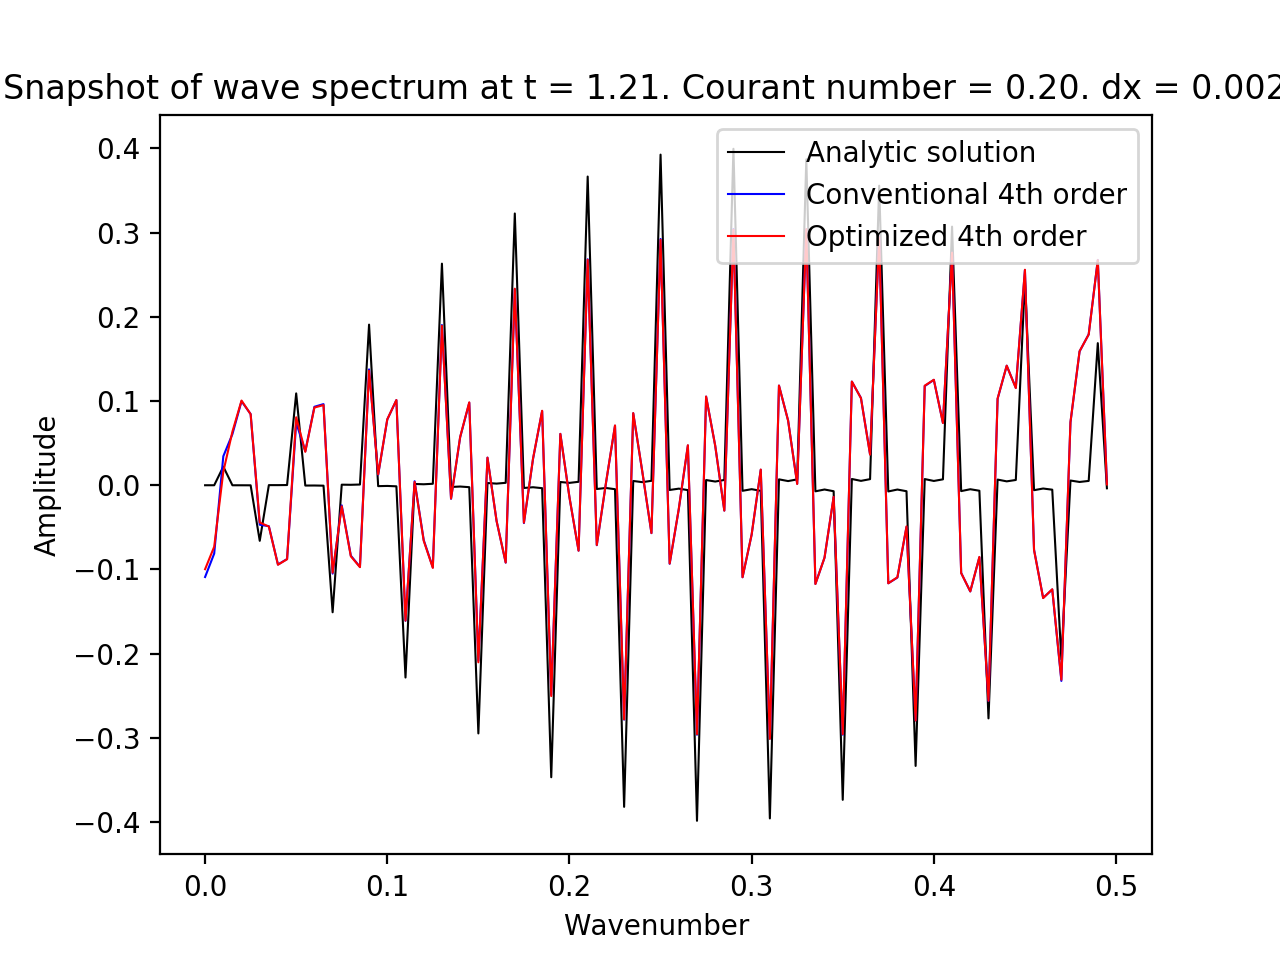 Snapshot of wave spectrum at t = 1.21. Courant number = 0.20. dx = 0.002
Analytic solution
Conventional 4th order
Optimized 4th order
Amplitude
0.4
0.3
0.2
0.1
0.0
−0.1
−0.2
−0.3
−0.4
0.0 0.1 0.2 0.3 0.4 0.5
Wavenumber